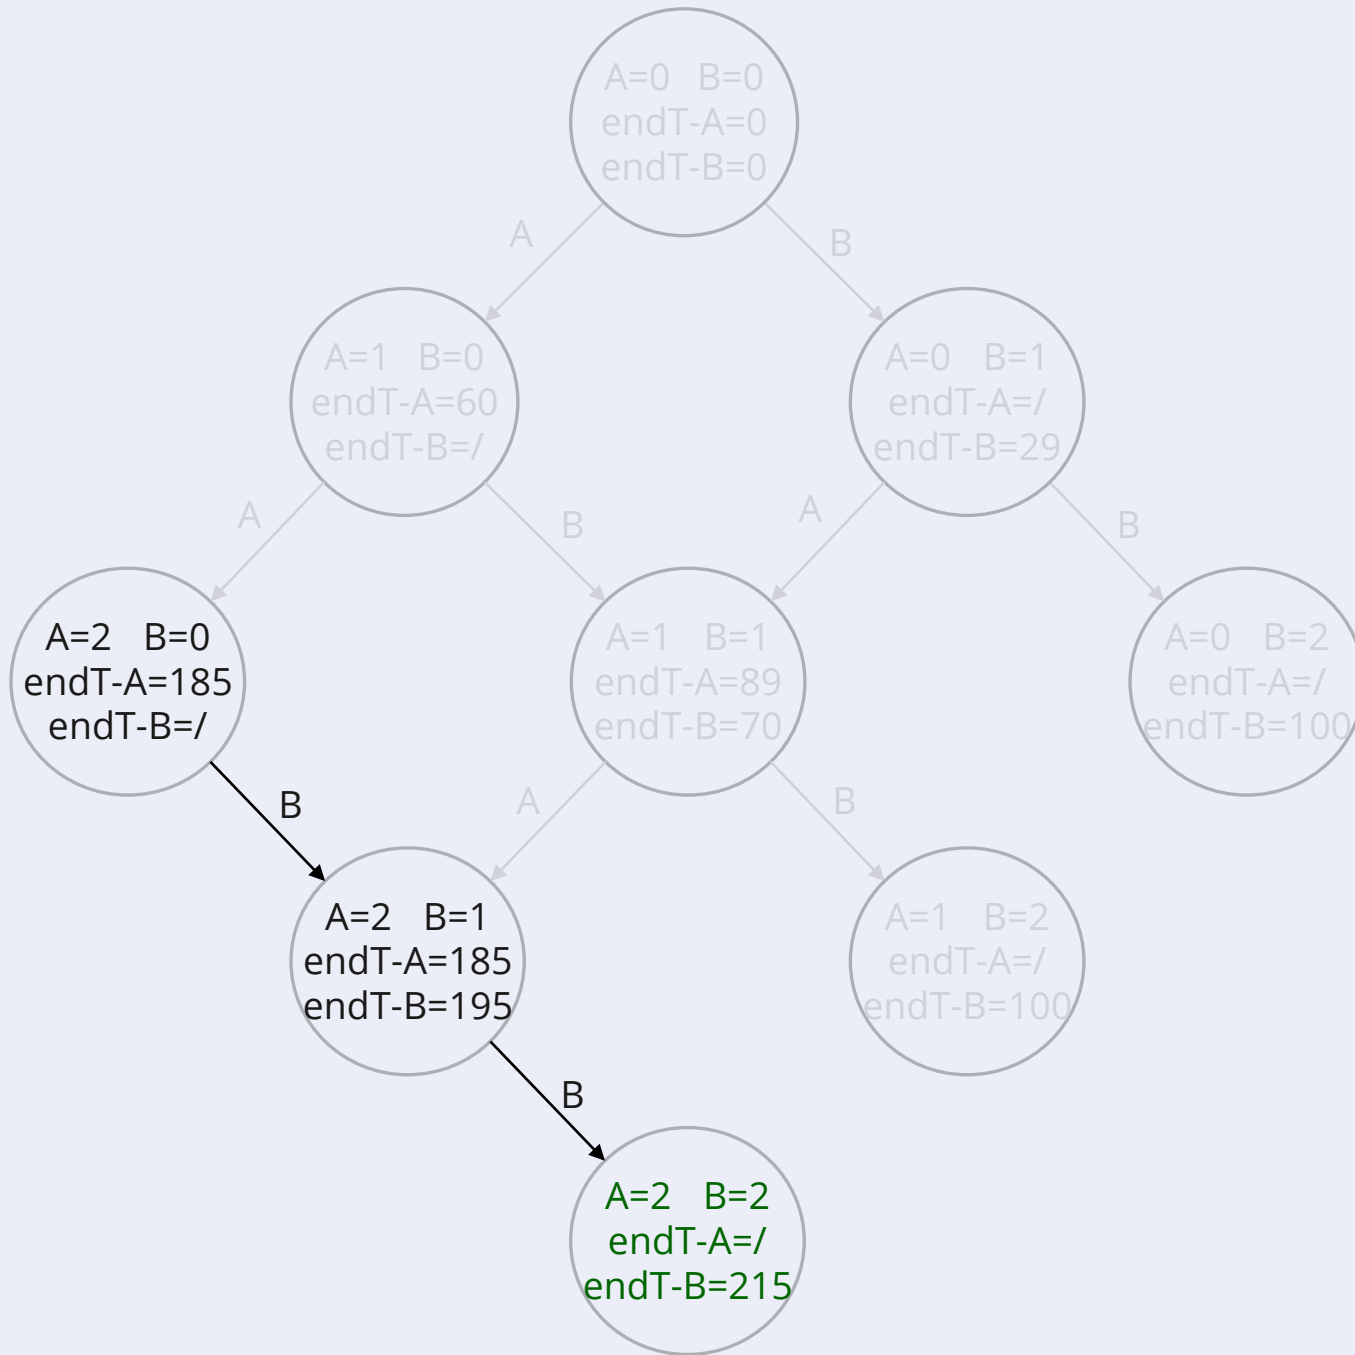 A=0 B=0
endT-A=0
endT-B=0
A
B
A=1 B=0
endT-A=60
endT-B=/
A=0 B=1
endT-A=/
endT-B=29
A
B
A
B
A=2 B=0
endT-A=185
endT-B=/
A=1 B=1
endT-A=89
endT-B=70
A=0 B=2
endT-A=/
endT-B=100
B
A
B
A=2 B=1
endT-A=185
endT-B=195
A=1 B=2
endT-A=/
endT-B=100
B
A=2 B=2
endT-A=/
endT-B=215